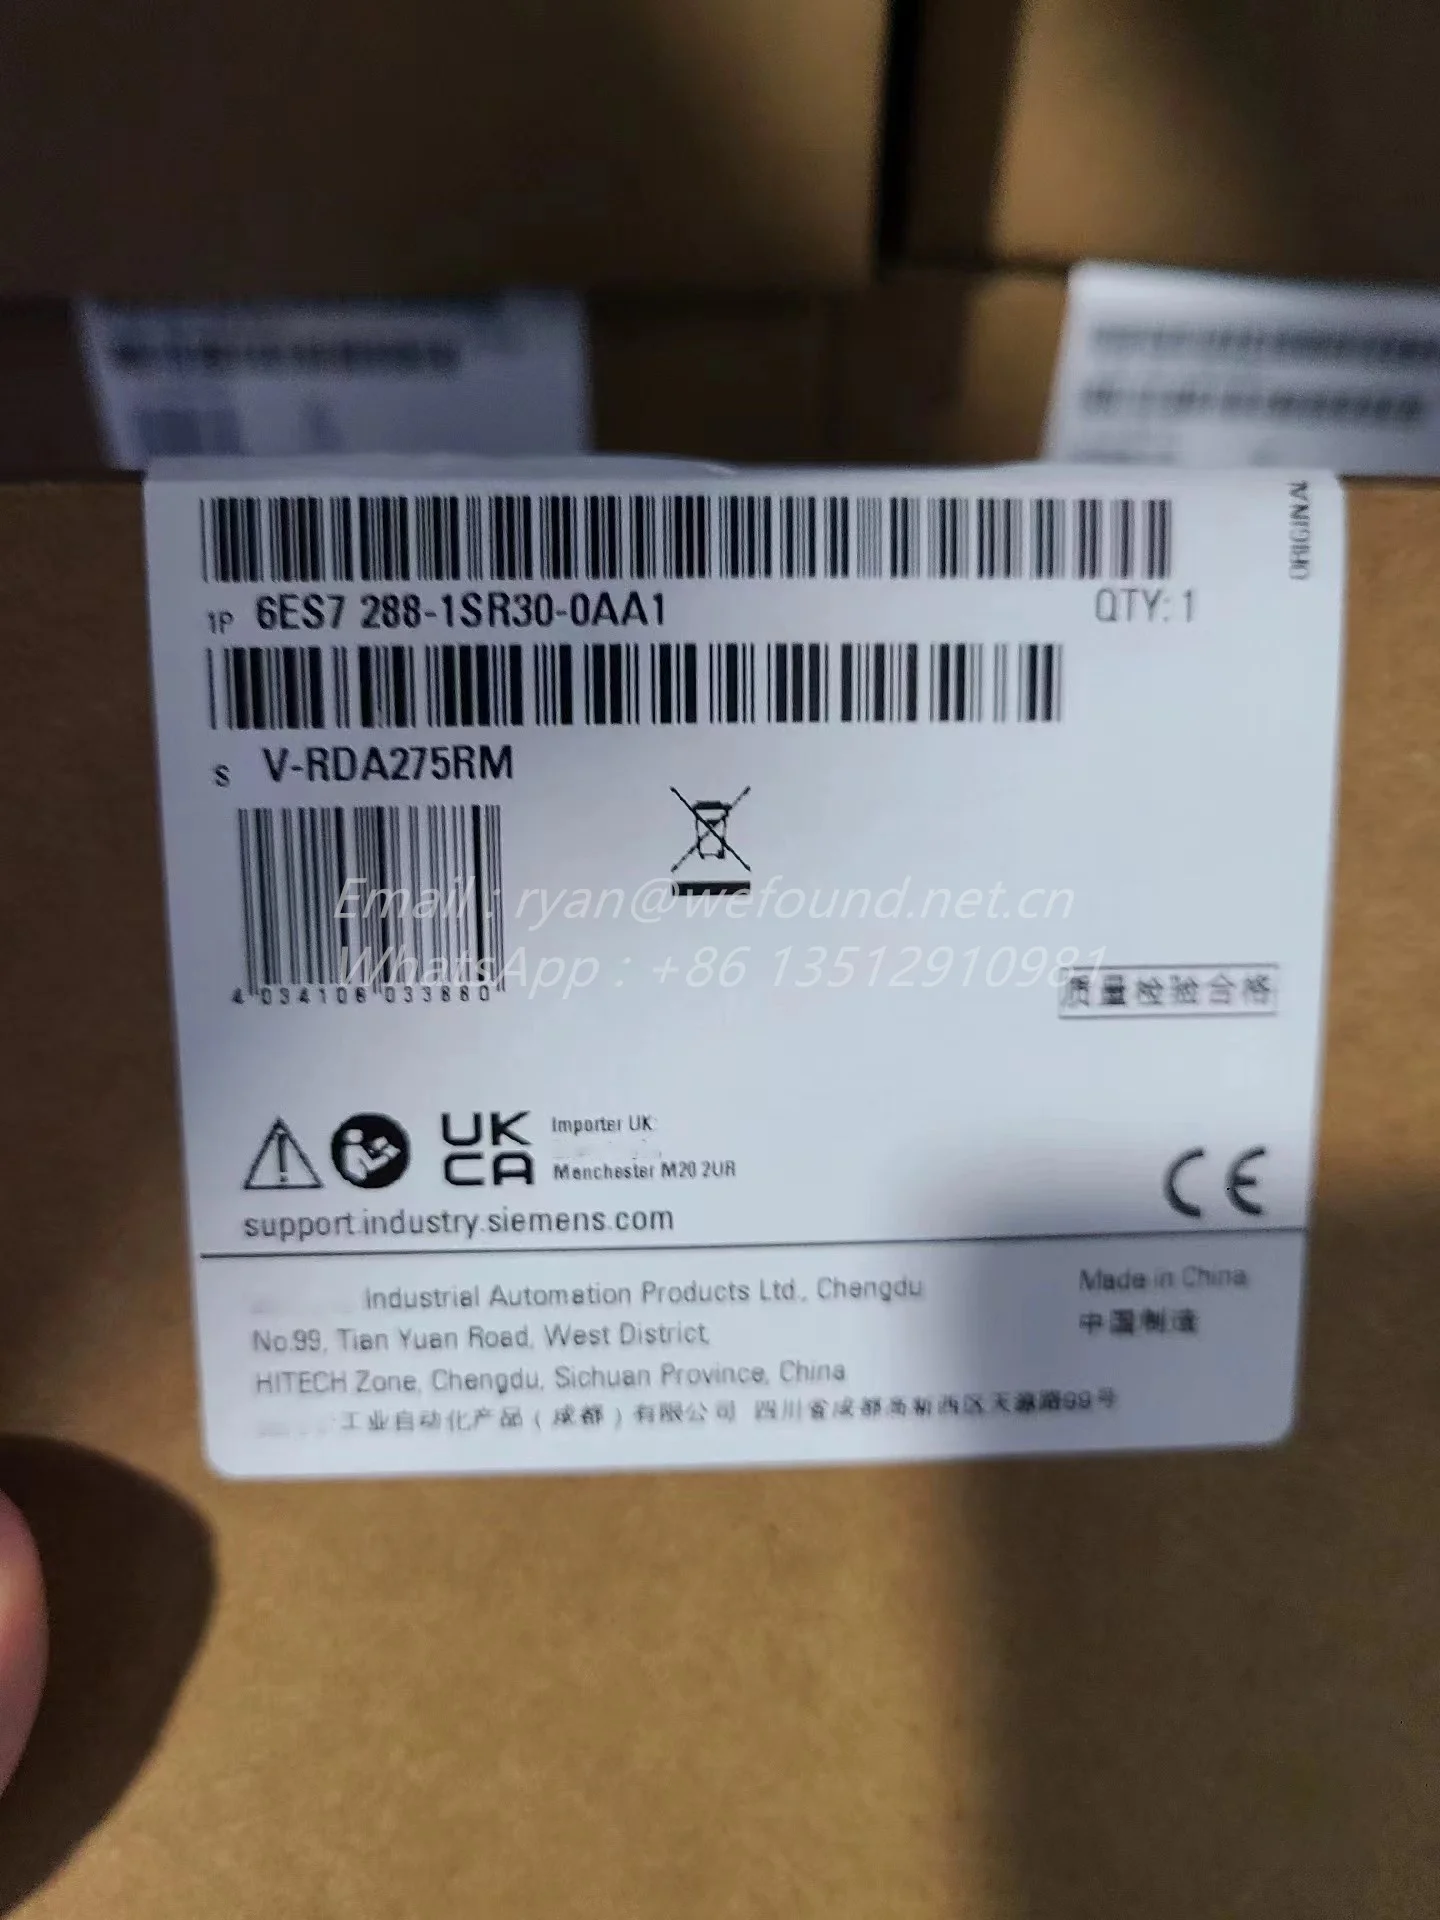 ORIGINAL
1P 6ES7 288-1SR30-0AA1 QTY: 1
S V-RDA275RM
Email : ryan@wefound.net.cn
WhatsApp : +86 13512910981
4 034106 033880
质量检验合格
UK
CA
Importer UK:
Manchester M20 2UR
CE
support.industry.siemens.com
Industrial Automation Products Ltd., Chengdu
Made in China
No.99, Tian Yuan Road, West District,
中国制造
HITECH Zone, Chengdu, Sichuan Province, China
工业自动化产品(成都)有限公司 四川省成都高新西区天源路99号